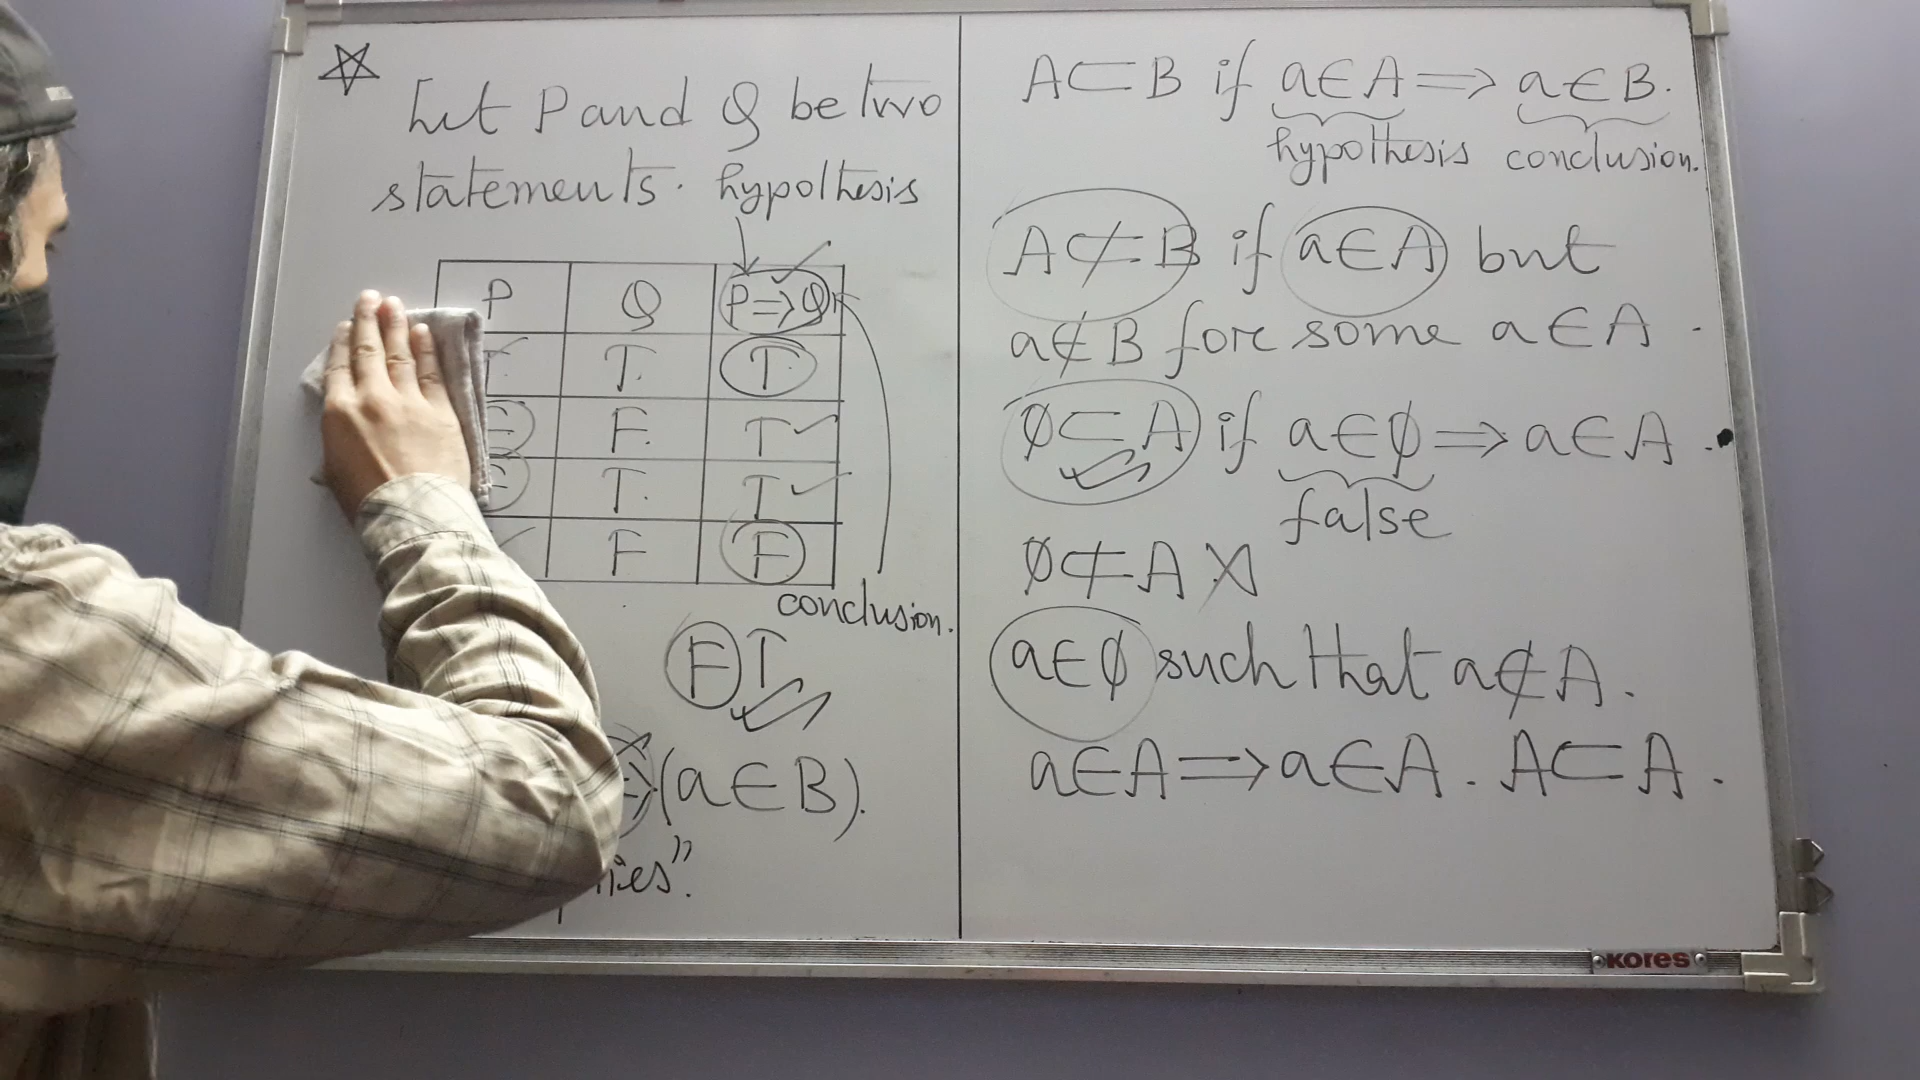 Let P and Q be two
statements. hypothesis
P Q P⟹Q
T. T. T.
F F. T
F T. T
F F
conclusion.
F T
(a∈B).
"
A⊂B if a∈A ⟹ a∈B.
hypothesis conclusion.
A⊄B if a∈A but
a∉B for some a∈A.
∅⊂A if a∈∅ ⟹ a∈A.
false
∅⊄A X
a∈∅ such that a∉A.
a∈A ⟹ a∈A. A⊂A.
KORES